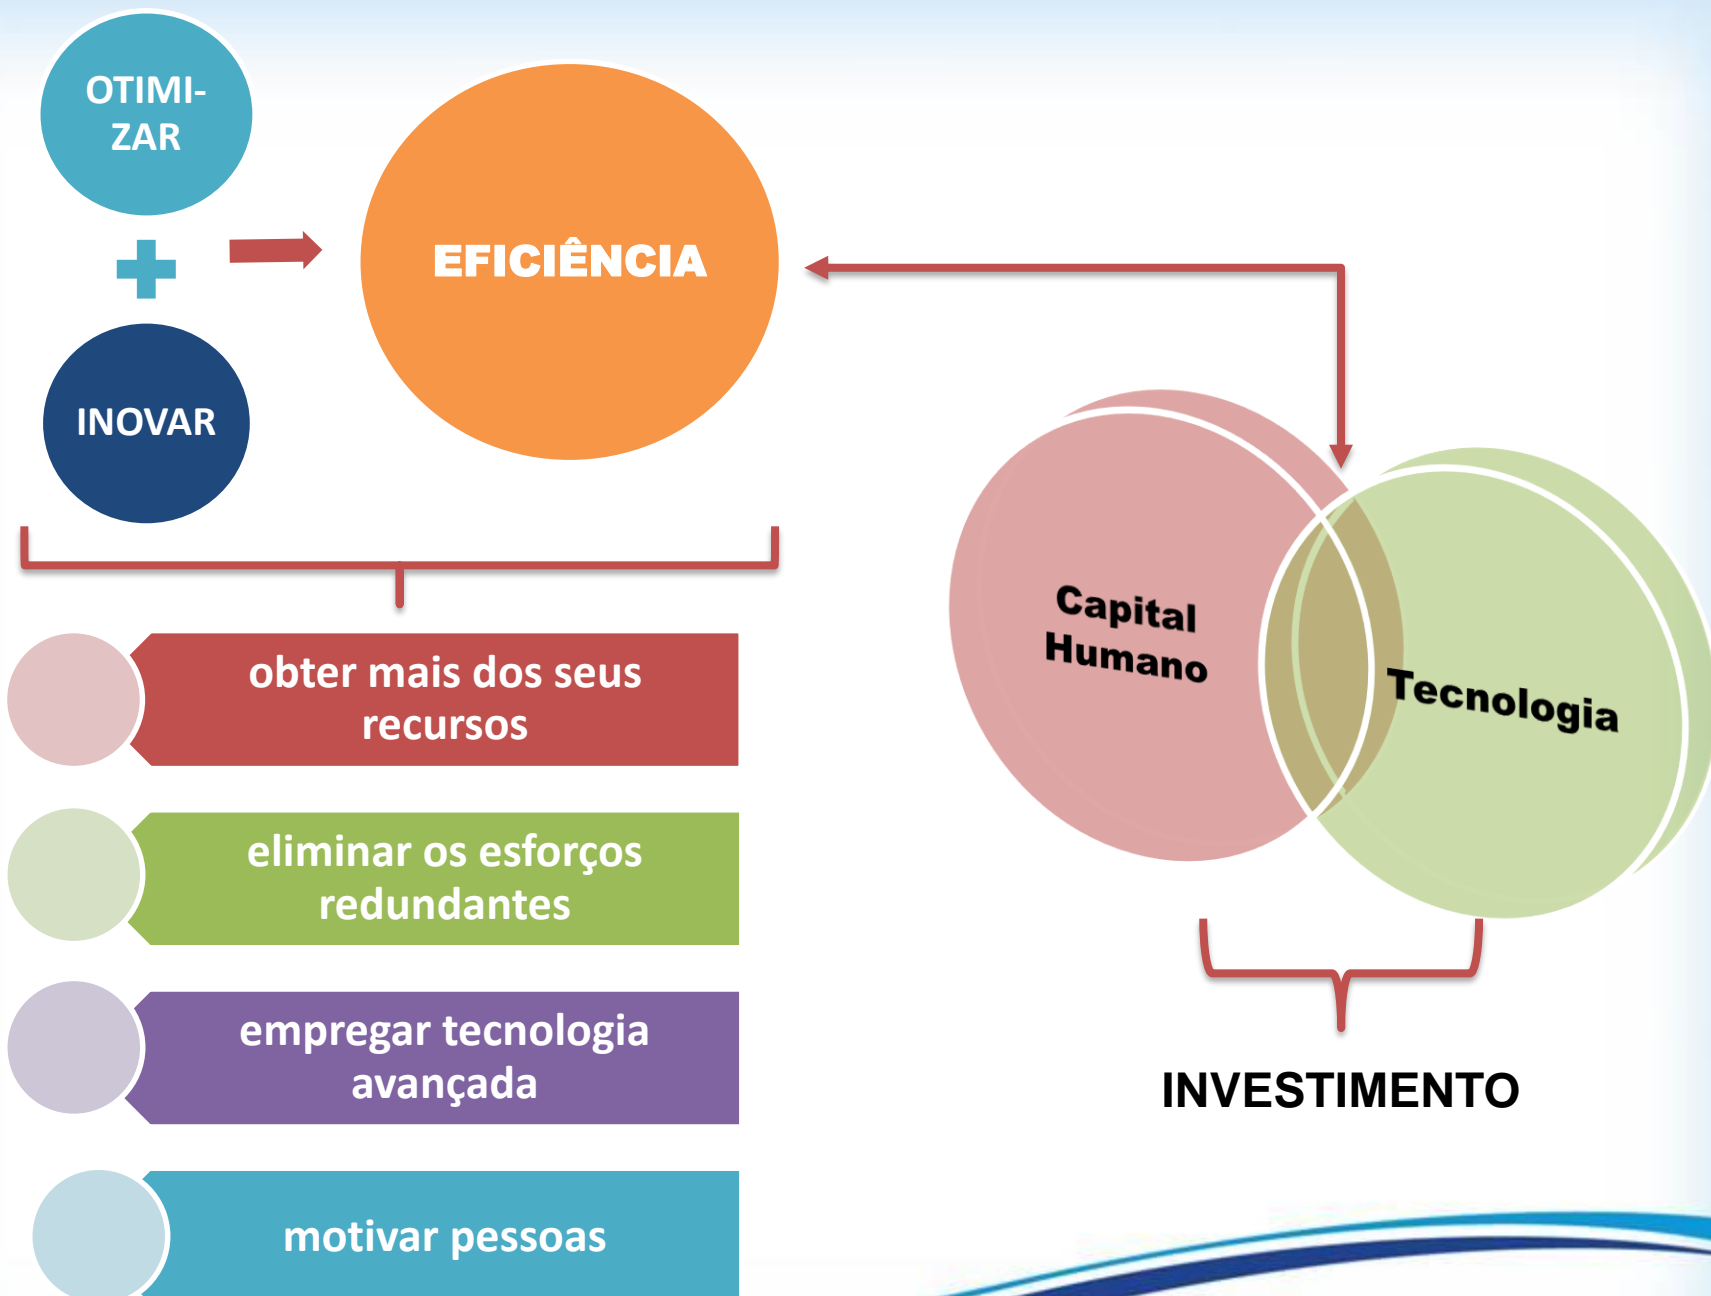 OTIMI-
ZAR
INOVAR
EFICIÊNCIA
obter mais dos seus
recursos
eliminar os esforços
redundantes
empregar tecnologia
avançada
motivar pessoas
Capital
Humano
Tecnologia
INVESTIMENTO